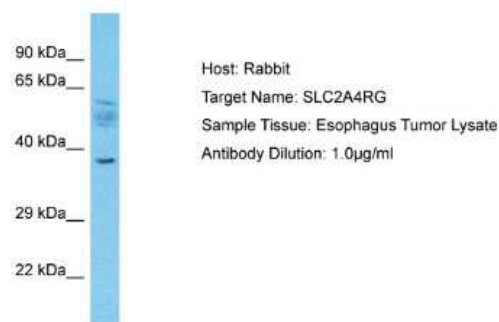 90 kDa
65 kDa
40 kDa
29 kDa
22 kDa
Host: Rabbit
Target Name: SLC2A4RG
Sample Tissue: Esophagus Tumor Lysate
Antibody Dilution: 1.0µg/ml